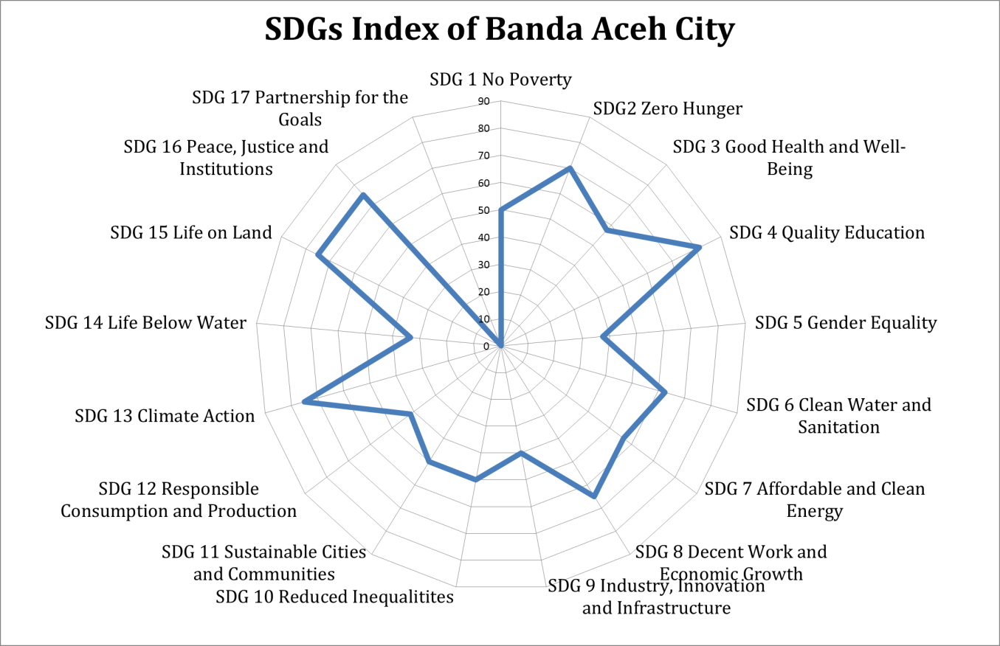 SDGs Index of Banda Aceh City
SDG 1 No Poverty
SDG2 Zero Hunger
SDG 3 Good Health and Well-
Being
SDG 4 Quality Education
SDG 5 Gender Equality
SDG 6 Clean Water and
Sanitation
SDG 7 Affordable and Clean
Energy
SDG 8 Decent Work and
Economic Growth
SDG 9 Industry, Innovation
and Infrastructure
SDG 10 Reduced Inequalitites
SDG 11 Sustainable Cities
and Communities
SDG 12 Responsible
Consumption and Production
SDG 13 Climate Action
SDG 14 Life Below Water
SDG 15 Life on Land
SDG 16 Peace, Justice and
Institutions
SDG 17 Partnership for the
Goals
90
80
70
60
50
40
30
20
10
0